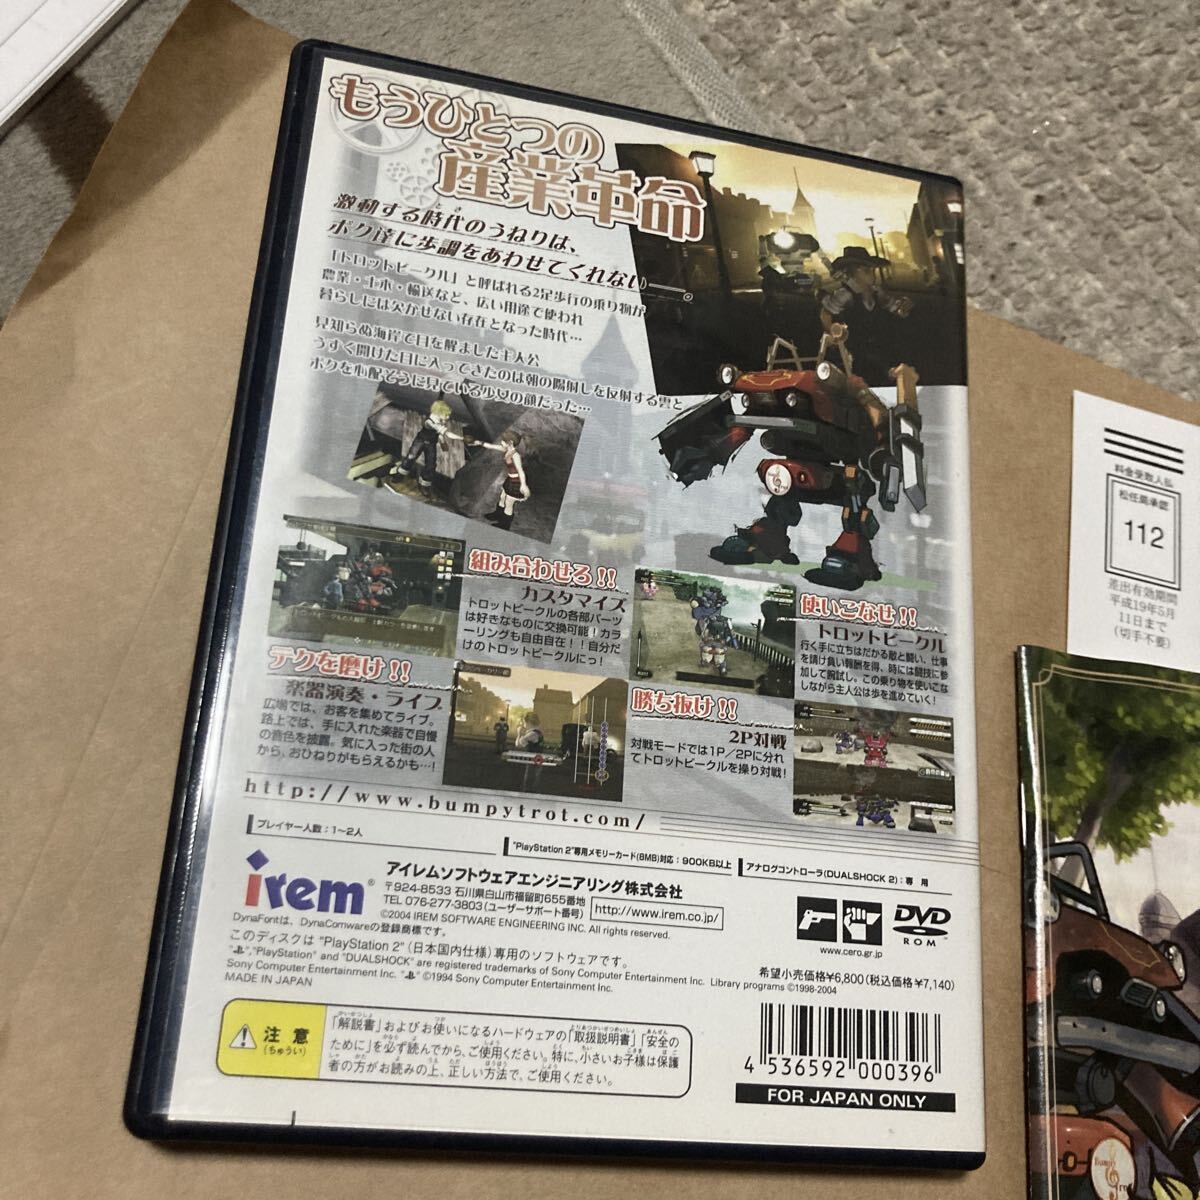 もうひとつの
産業革命
激動する時代のうねりは、
ボク達に歩調をあわせてくれない——。
「トロットビークル」と呼ばれる2足歩行の乗り物が
農業・土木・輸送など、広い用途で使われ
暮らしには欠かせない存在となった時代…
見知らぬ海岸で目を醒ました主人公
うすく開けた目に入ってきたのは朝の陽射しを反射する雲と
ボクを心配そうに見ている少女の顔だった…
組み合わせろ!!
カスタマイズ
トロットビークルの各部パーツ
は好きなものに交換可能!カラ
ーリングも自由自在!!自分だ
けのトロットビークルにっ!
使いこなせ!!
トロットビークル
行く手に立ちはだかる敵と闘い、仕事
を請け負い報酬を得、時には闘技に参
加して腕試し。この乗り物を使いこな
しながら主人公は歩を進めていく!
テクを磨け!!
楽器演奏・ライブ
広場では、お客を集めてライブ。
路上では、手に入れた楽器で自慢
の音色を披露。気に入った街の人
から、おひねりがもらえるかも…!
勝ち抜け!!
2P対戦
対戦モードでは1P/2Pに分れ
てトロットビークルを操り対戦!
http://www.bumpytrot.com/
プレイヤー人数:1~2人
"PlayStation 2"専用メモリーカード(8MB)対応:900KB以上
アナログコントローラ(DUALSHOCK 2):専用
irem®
アイレムソフトウェアエンジニアリング株式会社
〒924-8533 石川県白山市福留町655番地
TEL 076-277-3803(ユーザーサポート番号)
http://www.irem.co.jp/
©2004 IREM SOFTWARE ENGINEERING INC. All rights reserved.
DynaFontは、DynaComwareの登録商標です。
このディスクは "PlayStation 2"(日本国内仕様)専用のソフトウェアです。
","PlayStation" and "DUALSHOCK" are registered trademarks of Sony Computer Entertainment Inc. Library programs ©1998-2004
Sony Computer Entertainment Inc. " " ©1994 Sony Computer Entertainment Inc.
MADE IN JAPAN
www.cero.gr.jp
DVD
ROM
希望小売価格¥6,800(税込価格¥7,140)
注意
(ちゅうい)
「解説書」およびお使いになるハードウェアの「取扱説明書」「安全の
ために」を必ず読んでから、ご使用ください。特に、小さいお子様は保護
者の方がお読みの上、正しい方法で、ご使用ください。
4 536592 000396
FOR JAPAN ONLY
料金受取人払
松任局承認
112
差出有効期間
平成19年5月
11日まで
(切手不要)